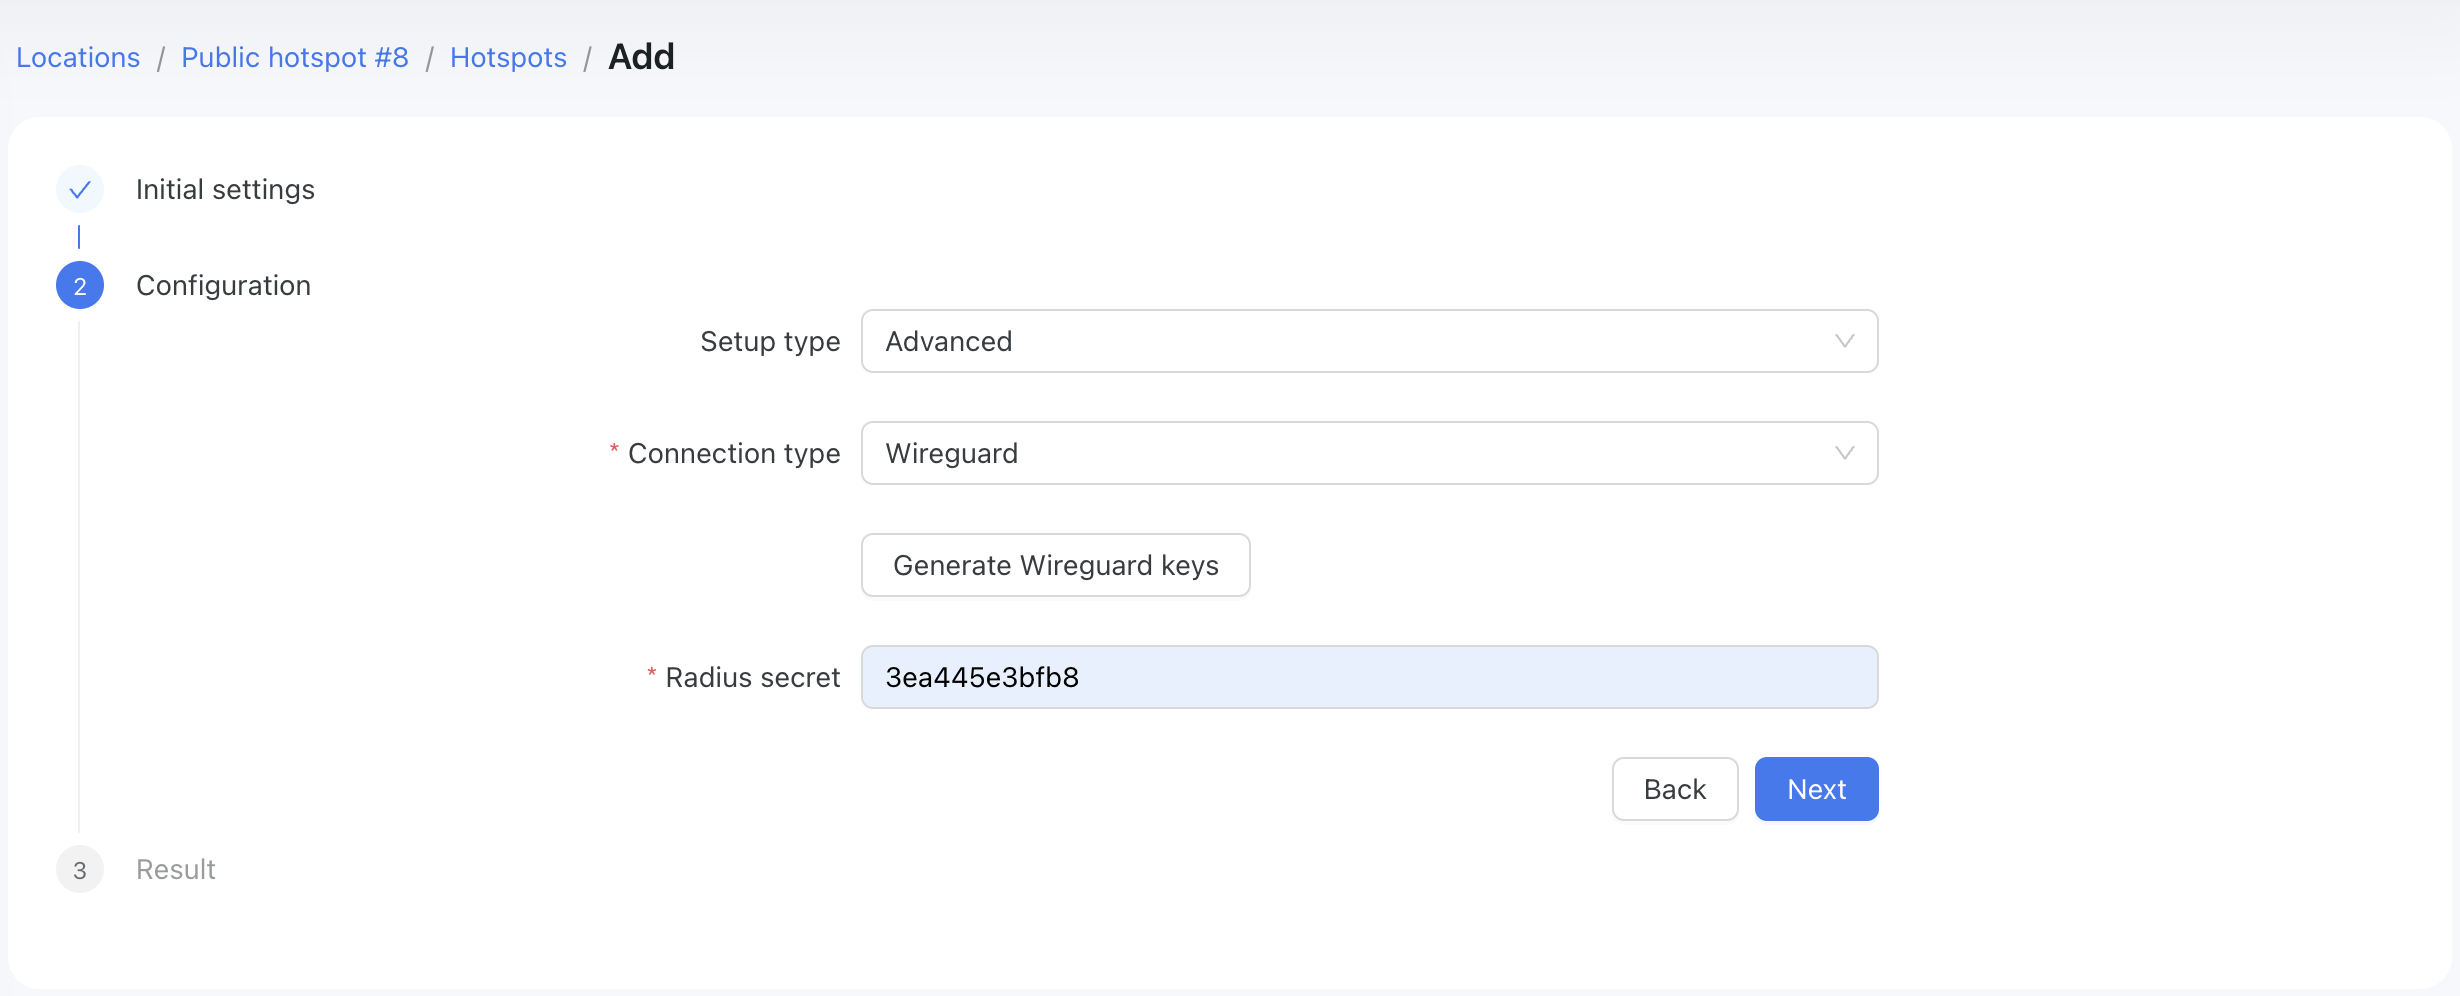 Locations / Public hotspot #8 / Hotspots / Add
Initial settings
2 Configuration
Setup type Advanced
* Connection type Wireguard
Generate Wireguard keys
* Radius secret 3ea445e3bfb8
Back Next
3 Result